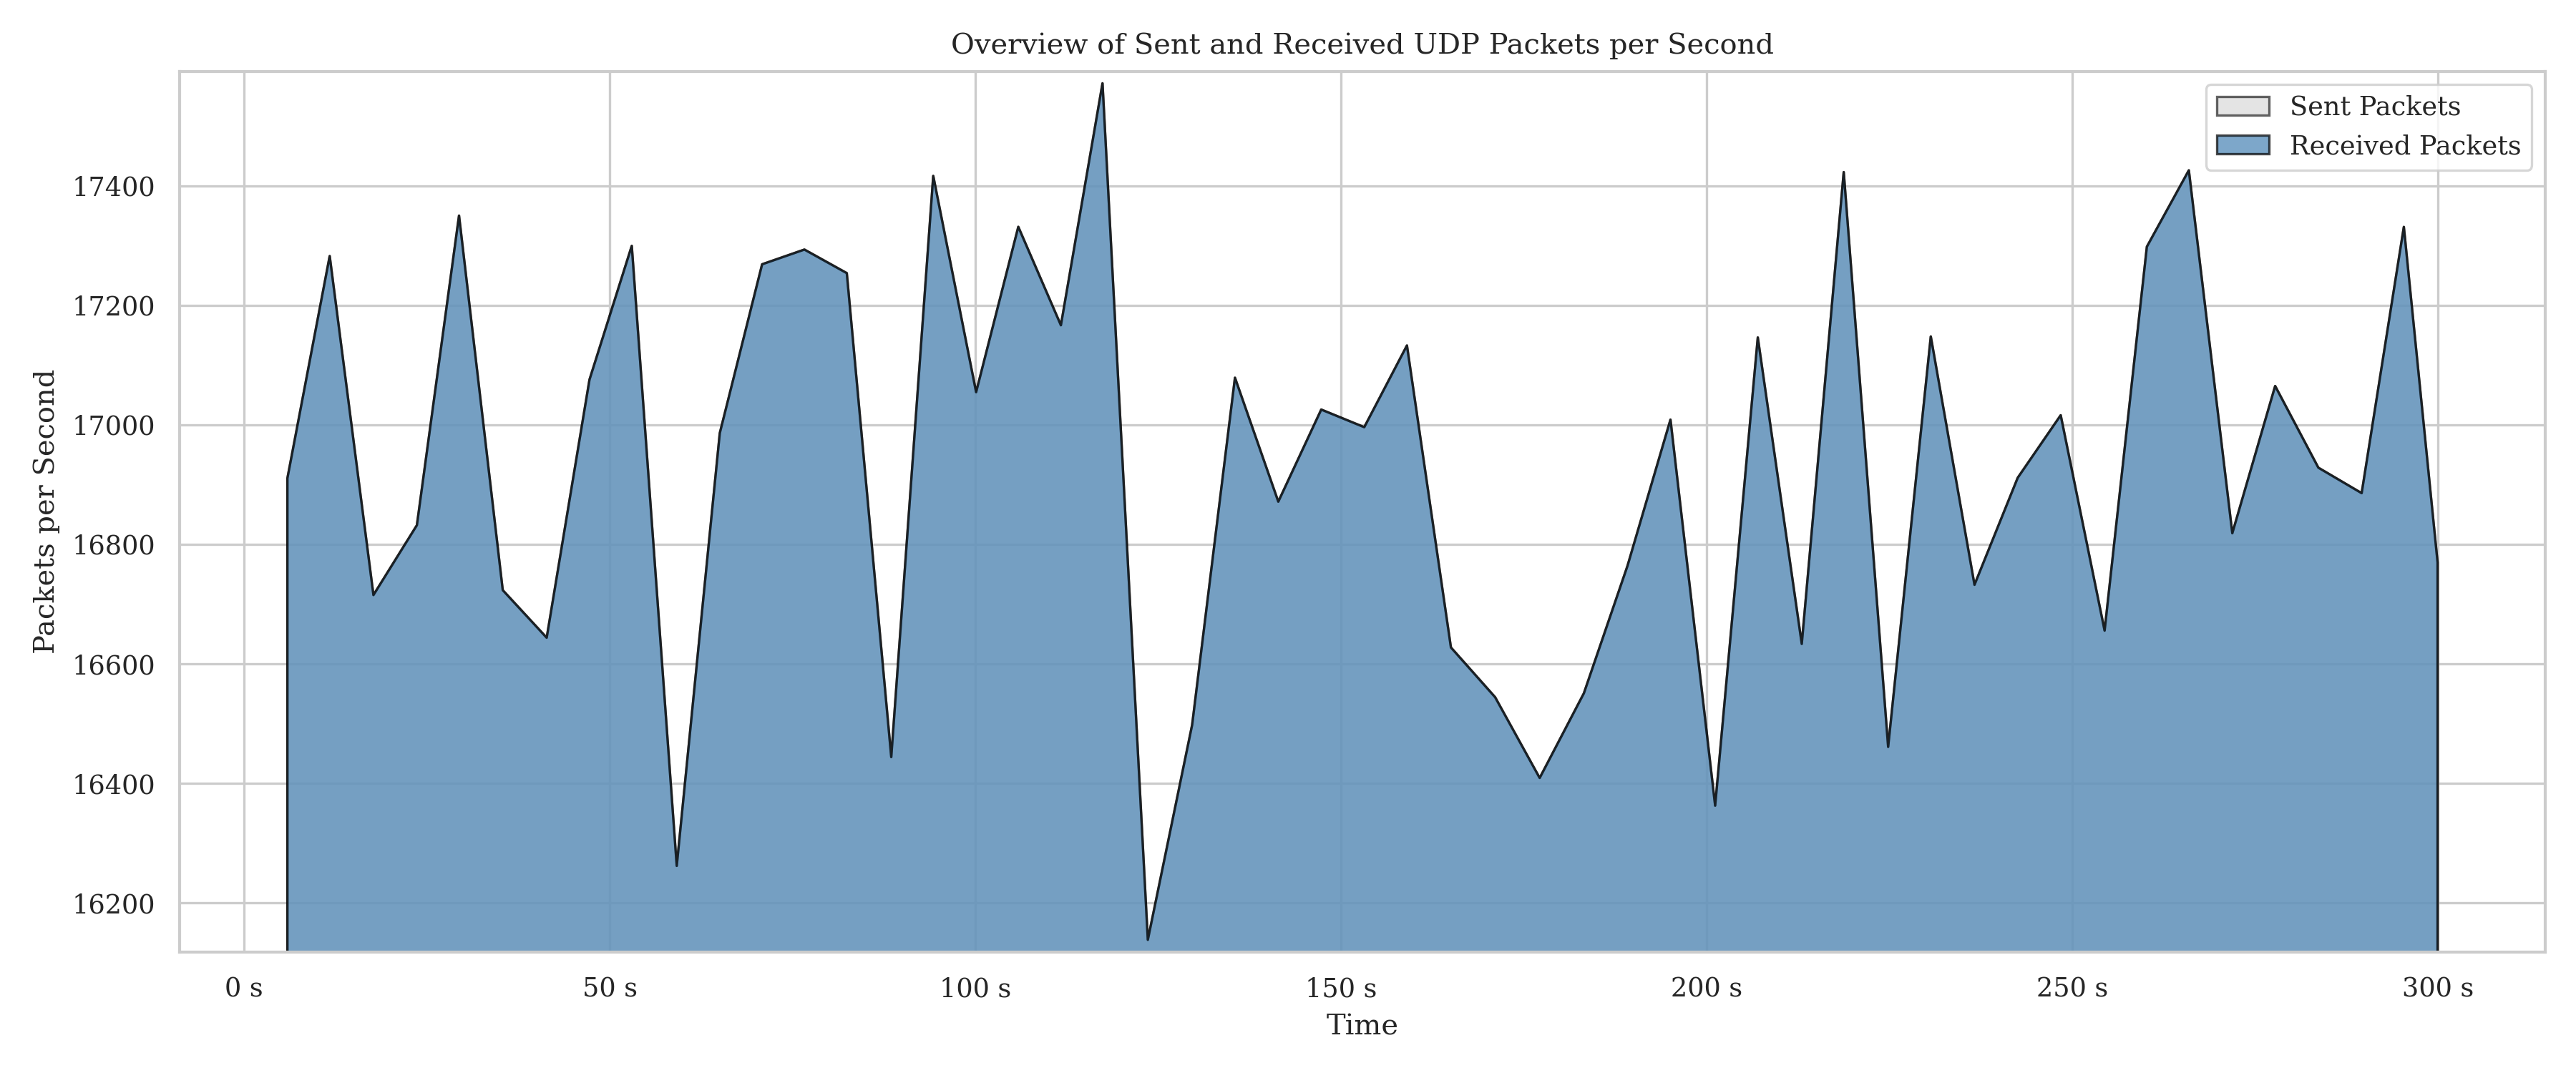 Overview of Sent and Received UDP Packets per Second
Sent Packets
Received Packets
Packets per Second
17400
17200
17000
16800
16600
16400
16200
0 s
50 s
100 s
150 s
200 s
250 s
300 s
Time